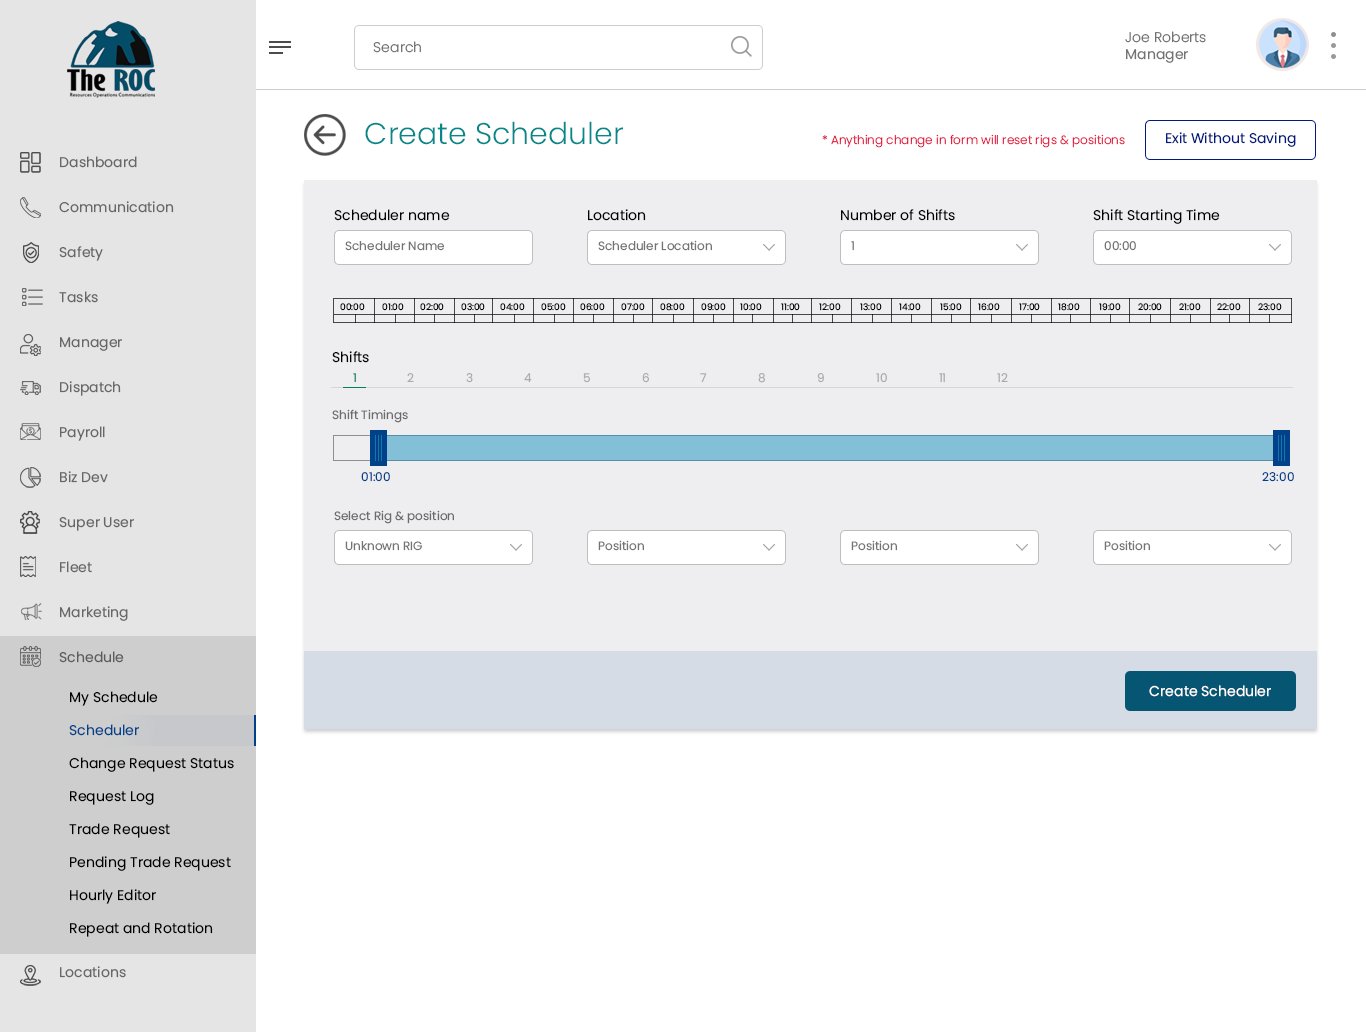 The ROC
Resources Operations Communications
Search
Joe Roberts
Manager
Dashboard
Communication
Safety
Tasks
Manager
Dispatch
Payroll
Biz Dev
Super User
Fleet
Marketing
Schedule
My Schedule
Scheduler
Change Request Status
Request Log
Trade Request
Pending Trade Request
Hourly Editor
Repeat and Rotation
Locations
Create Scheduler
* Anything change in form will reset rigs & positions
Exit Without Saving
Scheduler name Location Number of Shifts Shift Starting Time
Scheduler Name Scheduler Location 1 00:00
00:00 01:00 02:00 03:00 04:00 05:00 06:00 07:00 08:00 09:00 10:00 11:00 12:00 13:00 14:00 15:00 16:00 17:00 18:00 19:00 20:00 21:00 22:00 23:00
Shifts
1 2 3 4 5 6 7 8 9 10 11 12
Shift Timings
01:00 23:00
Select Rig & position
Unknown RIG Position Position Position
Create Scheduler